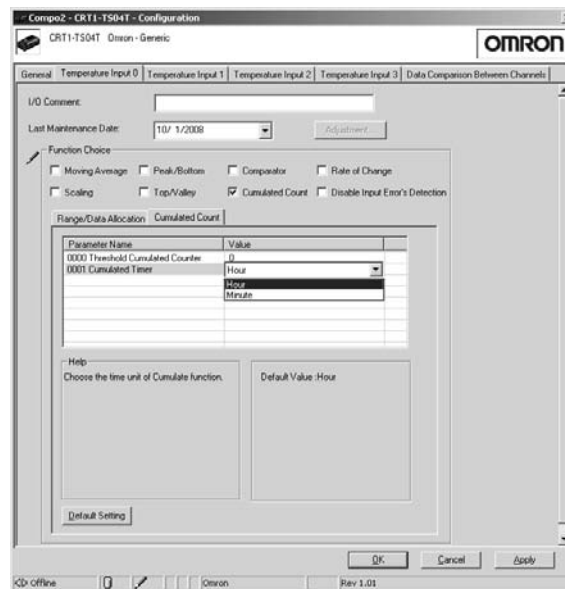 Compo2 - CRT1-TS04T - Configuration
CRT1-TS04T Omron - Generic
OMRON
General Temperature Input 0 Temperature Input 1 Temperature Input 2 Temperature Input 3 Data Comparison Between Channels
I/O Comment:
Last Maintenance Date: 10/ 1/2008 Adjustment...
Function Choice
Moving Average Peak/Bottom Comparator Rate of Change
Scaling Top/Valley Cumulated Count Disable Input Error's Detection
Range/Data Allocation Cumulated Count
Parameter Name Value
0000 Threshold Cumulated Counter 0
0001 Cumulated Timer Hour
Hour
Minute
Help
Choose the time unit of Cumulate function. Default Value :Hour
Default Setting
OK Cancel Apply
Offline Omron Rev 1.01